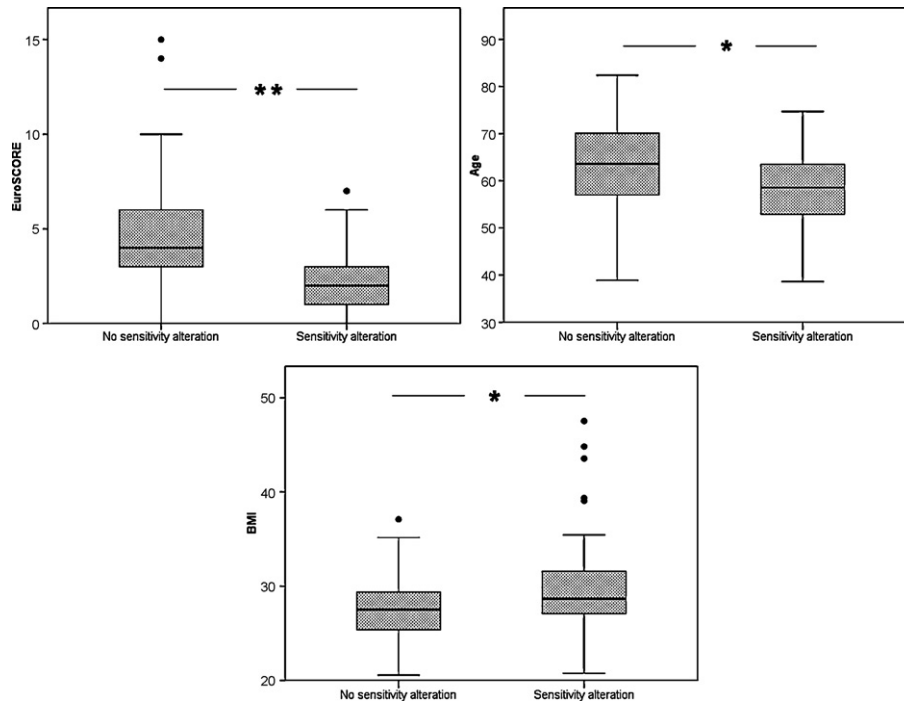 15
10
5
0
EuroSCORE
**
No sensitivity alteration
Sensitivity alteration
90
80
70
60
50
40
30
Age
*
No sensitivity alteration
Sensitivity alteration
50
40
30
20
BMI
*
No sensitivity alteration
Sensitivity alteration